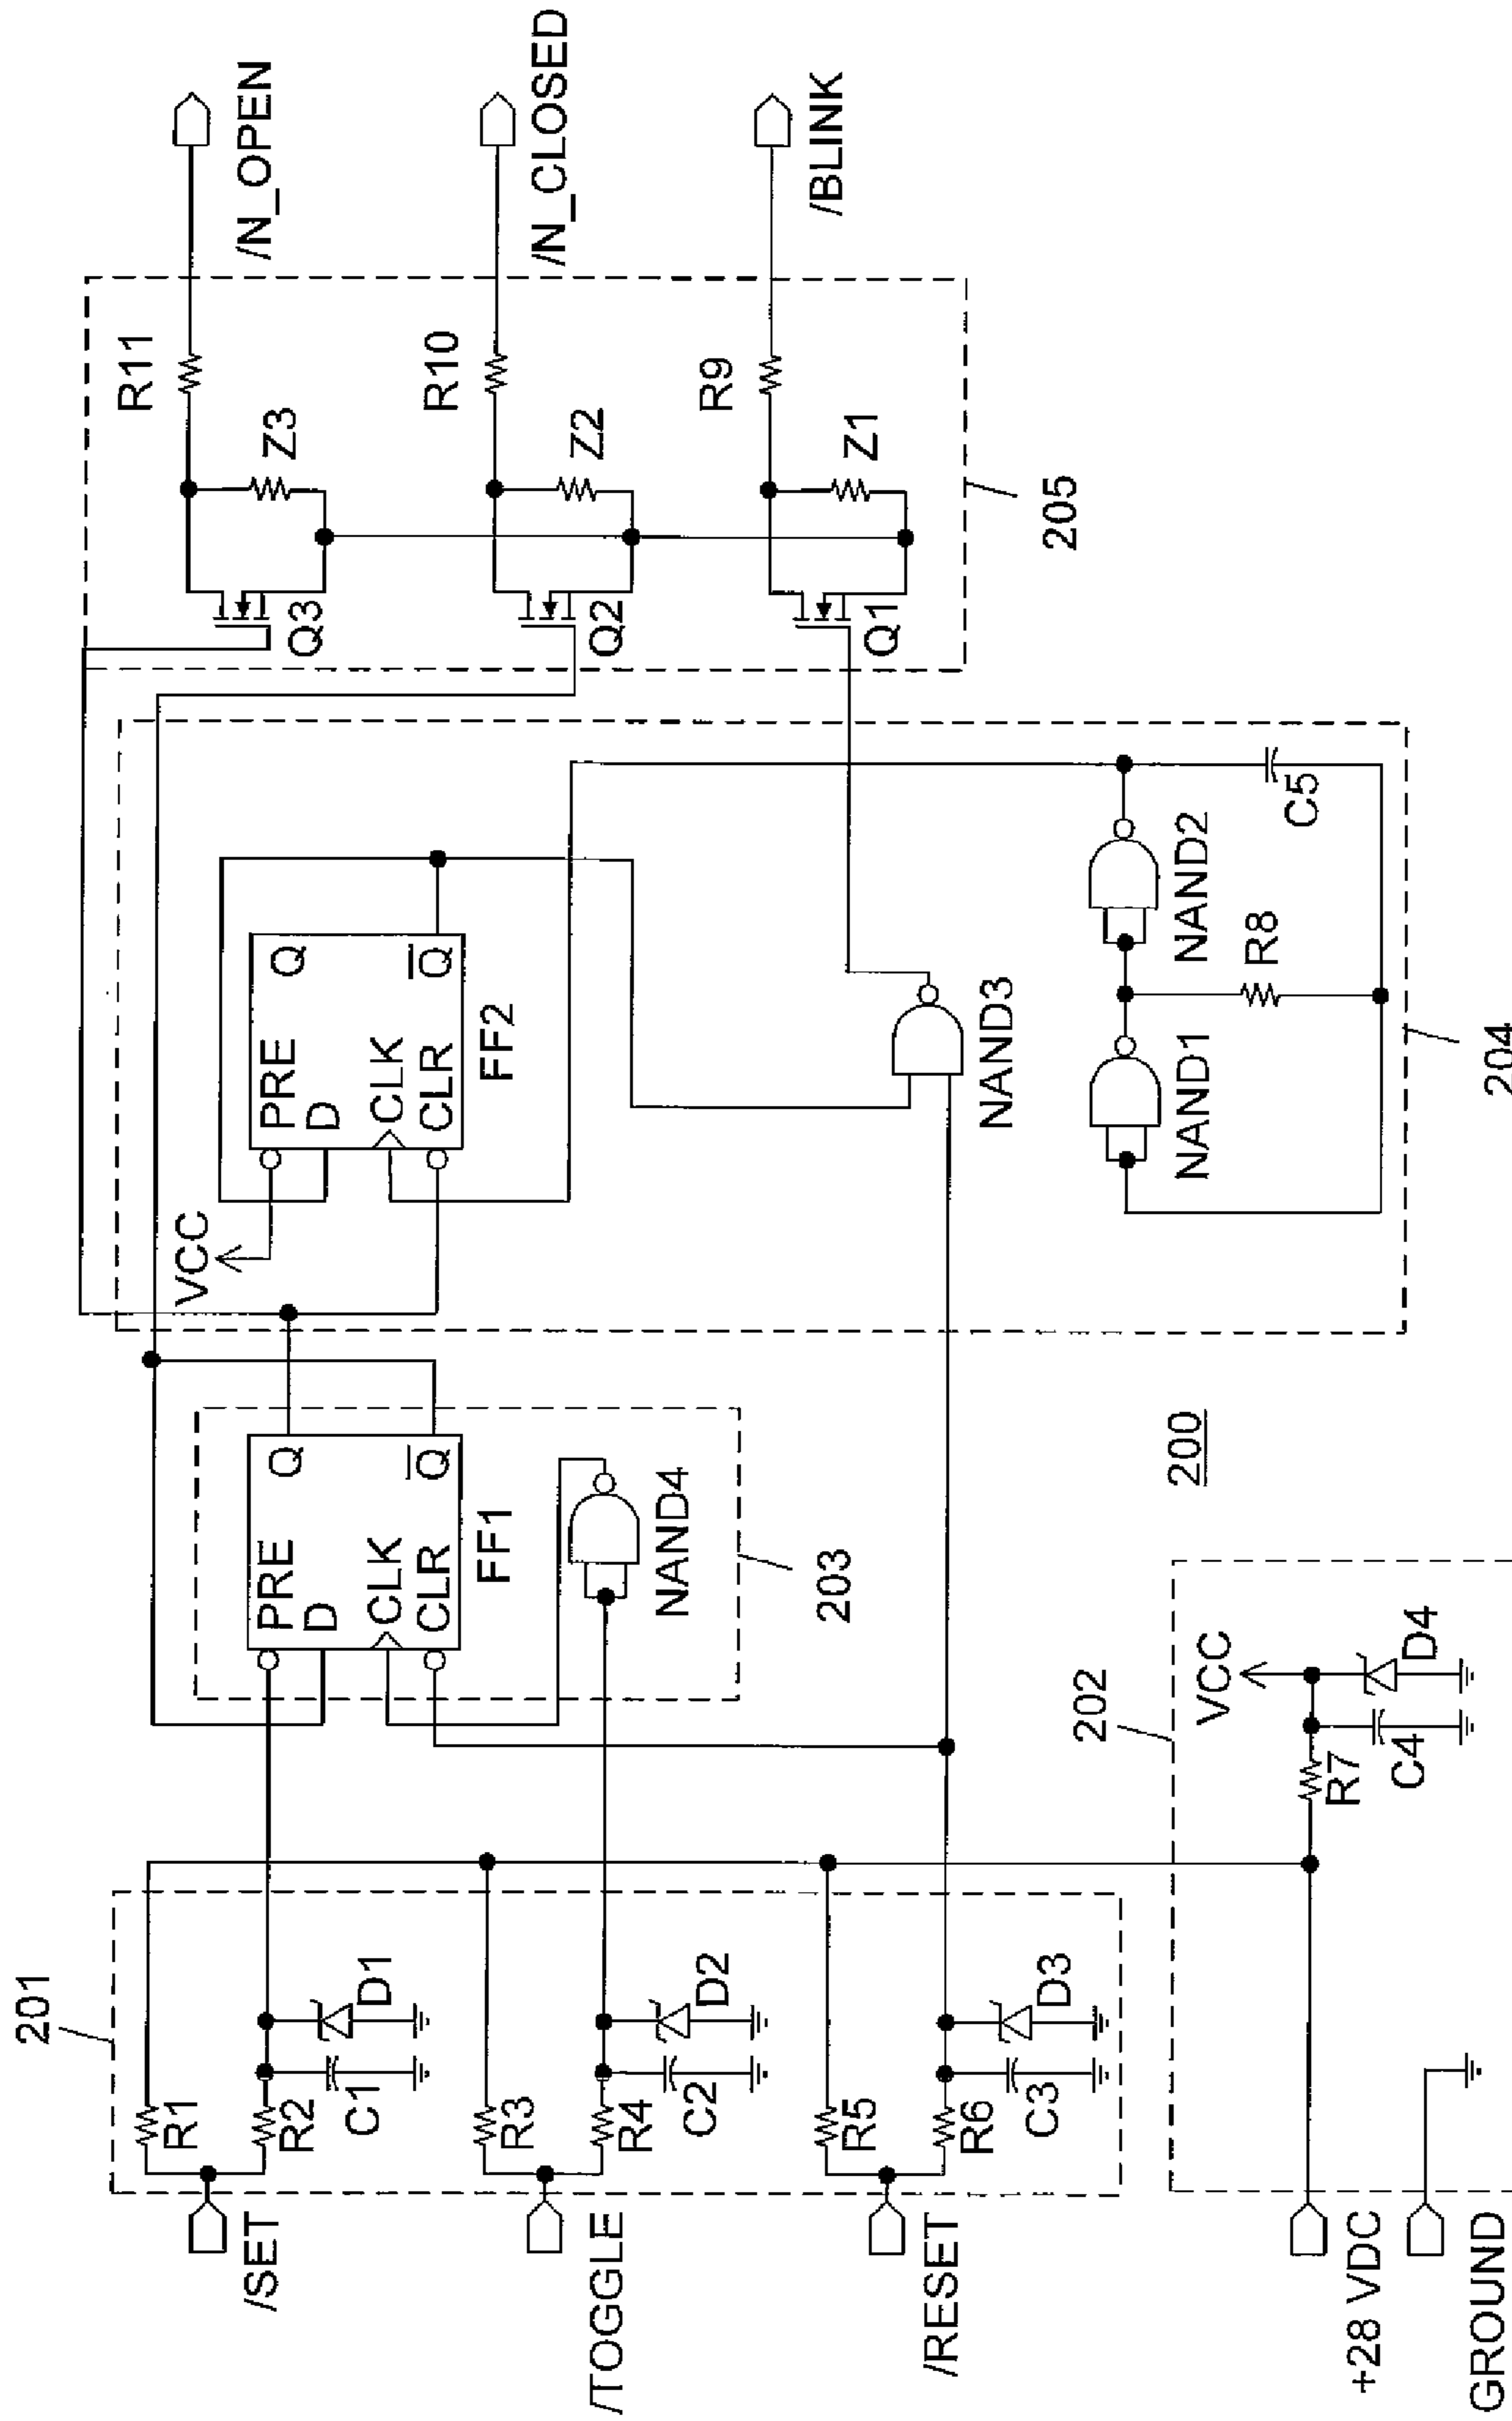 201
/SET
R1
R2
C1
D1
/TOGGLE
R3
R4
C2
D2
/RESET
R5
R6
C3
D3
+28 VDC
GROUND
202
R7
C4
VCC
D4
PRE
D
CLK
CLR
Q
Q
FF1
NAND4
203
200
VCC
PRE
D
CLK
CLR
Q
Q
FF2
NAND3
NAND1
NAND2
R8
C5
204
Q3
Z3
R11
/N_OPEN
Q2
Z2
R10
/N_CLOSED
Q1
Z1
R9
/BLINK
205